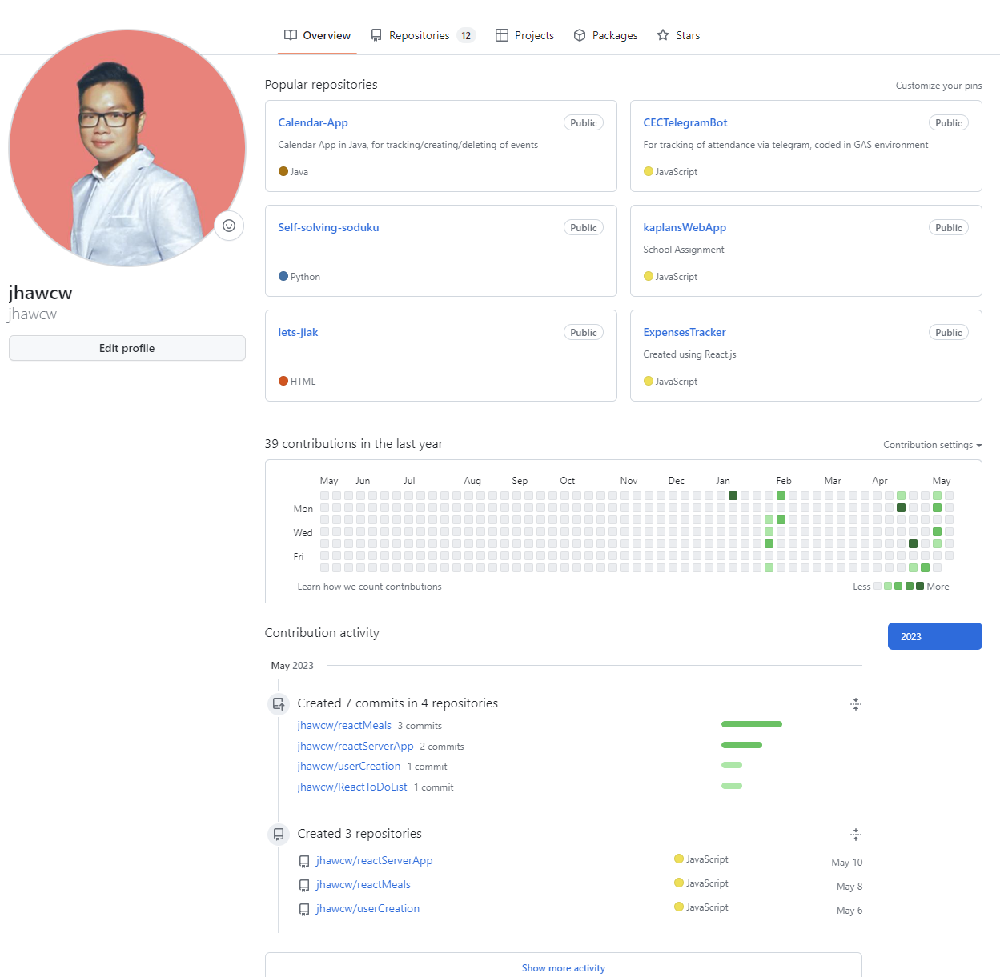 Overview Repositories 12 Projects Packages Stars
jhawcw
jhawcw
Edit profile
Popular repositories Customize your pins
Calendar-App Public
Calendar App in Java, for tracking/creating/deleting of events
Java
CECTelegramBot Public
For tracking of attendance via telegram, coded in GAS environment
JavaScript
Self-solving-soduku Public
Python
kaplansWebApp Public
School Assignment
JavaScript
lets-jiak Public
HTML
ExpensesTracker Public
Created using React.js
JavaScript
39 contributions in the last year Contribution settings
May Jun Jul Aug Sep Oct Nov Dec Jan Feb Mar Apr May
Mon
Wed
Fri
Learn how we count contributions Less More
Contribution activity 2023
May 2023
Created 7 commits in 4 repositories
jhawcw/reactMeals 3 commits
jhawcw/reactServerApp 2 commits
jhawcw/userCreation 1 commit
jhawcw/ReactToDoList 1 commit
Created 3 repositories
jhawcw/reactServerApp JavaScript May 10
jhawcw/reactMeals JavaScript May 8
jhawcw/userCreation JavaScript May 6
Show more activity